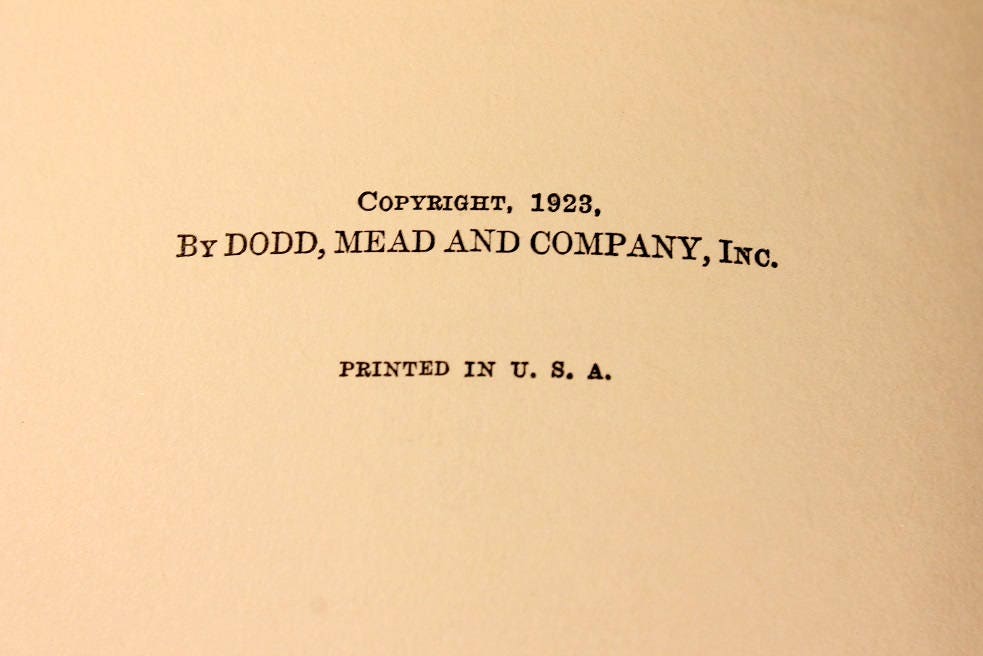 Copyright, 1923,
By DODD, MEAD AND COMPANY, Inc.
PRINTED IN U. S. A.